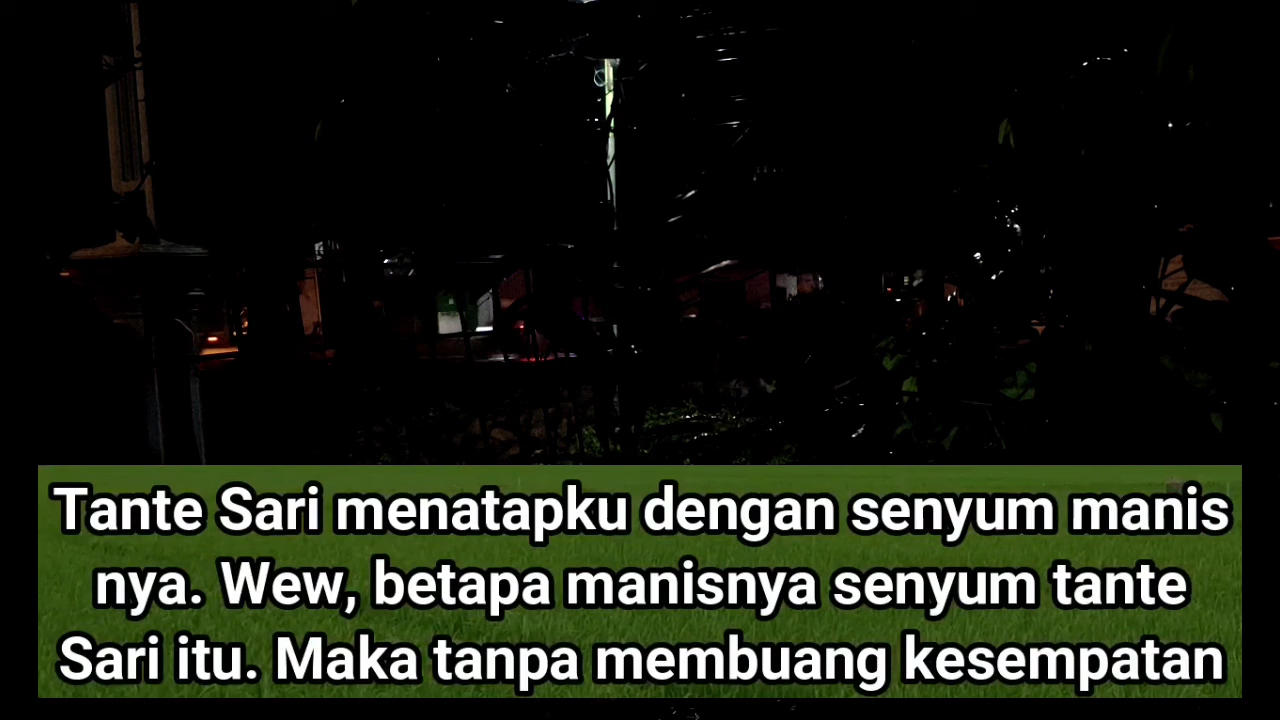 Tante Sari menatapku dengan senyum manis
nya. Wew, betapa manisnya senyum tante
Sari itu. Maka tanpa membuang kesempatan